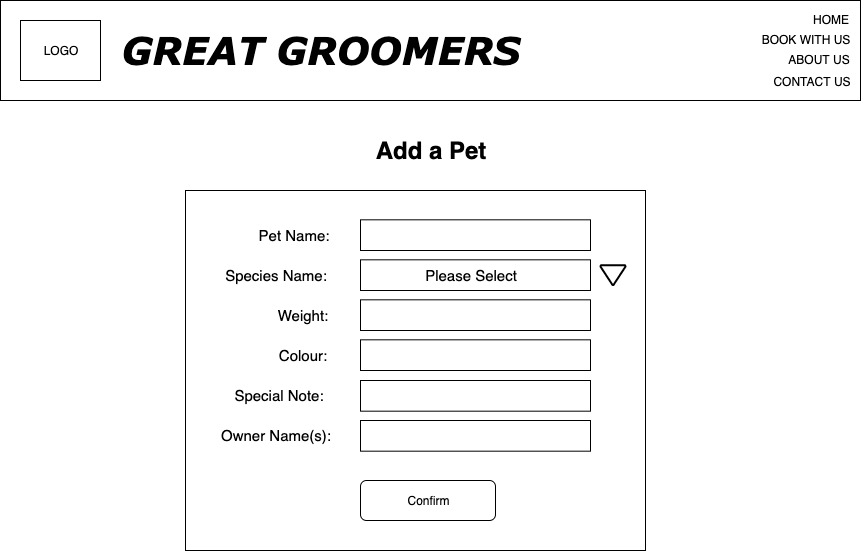 LOGO
GREAT GROOMERS
HOME
BOOK WITH US
ABOUT US
CONTACT US
Add a Pet
Pet Name:
Species Name: Please Select
Weight:
Colour:
Special Note:
Owner Name(s):
Confirm